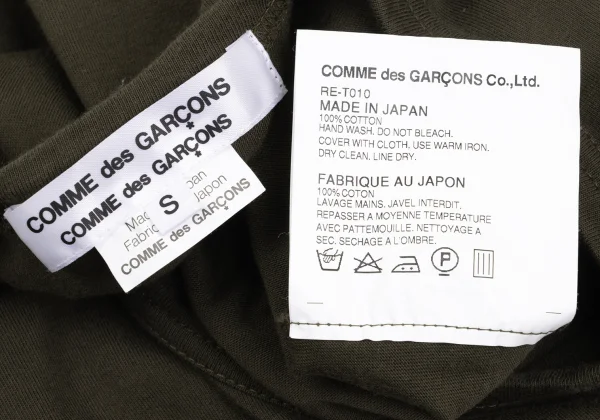 COMME des GARÇONS
COMME des GARÇONS
S
COMME des GARÇONS
COMME des GARÇONS Co.,Ltd.
RE-T010
MADE IN JAPAN
100% COTTON
HAND WASH. DO NOT BLEACH.
COVER WITH CLOTH. USE WARM IRON.
DRY CLEAN. LINE DRY.
FABRIQUE AU JAPON
100% COTON
LAVAGE MAINS. JAVEL INTERDIT.
REPASSER A MOYENNE TEMPERATURE
AVEC PATTEMOUILLE. NETTOYAGE A
SEC. SECHAGE A L'OMBRE.
P